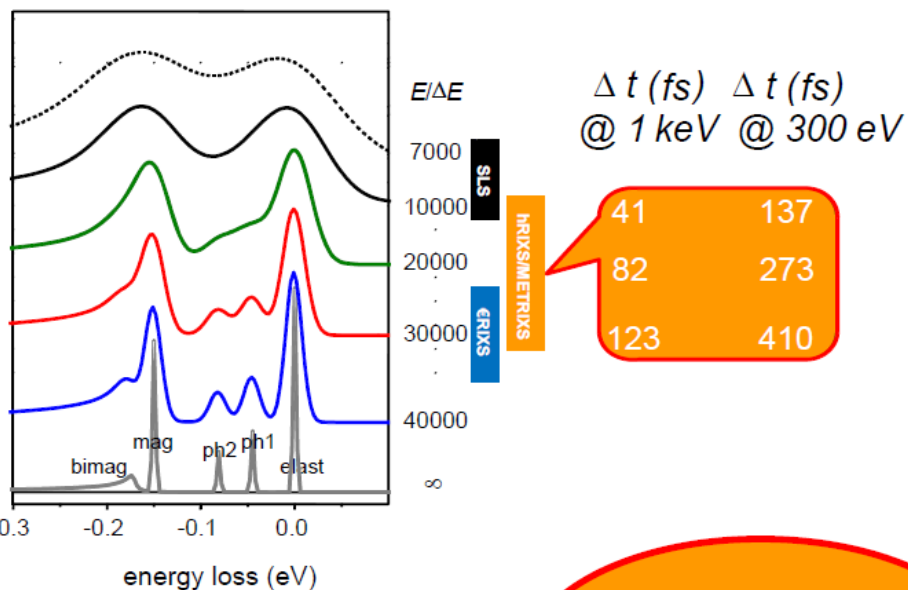 E/ΔE
7000
10000
20000
30000
40000
∞
SLS
hRIXS/METRIXS
€RIXS
Δ t (fs) Δ t (fs)
@ 1 keV @ 300 eV
41 137
82 273
123 410
bimag
mag
ph2
ph1
elast
0.3 -0.2 -0.1 0.0
energy loss (eV)